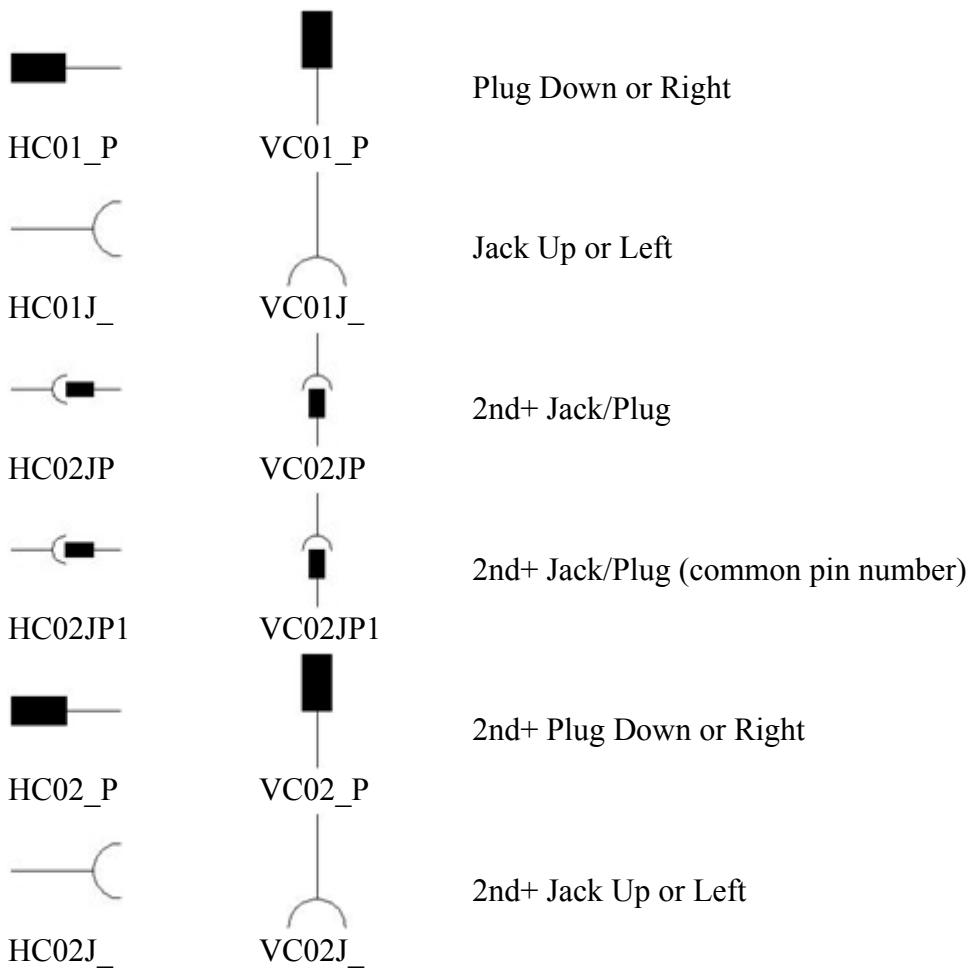 Plug Down or Right
HC01_P VC01_P
Jack Up or Left
HC01J_ VC01J_
2nd+ Jack/Plug
HC02JP VC02JP
2nd+ Jack/Plug (common pin number)
HC02JP1 VC02JP1
2nd+ Plug Down or Right
HC02_P VC02_P
2nd+ Jack Up or Left
HC02J_ VC02J_